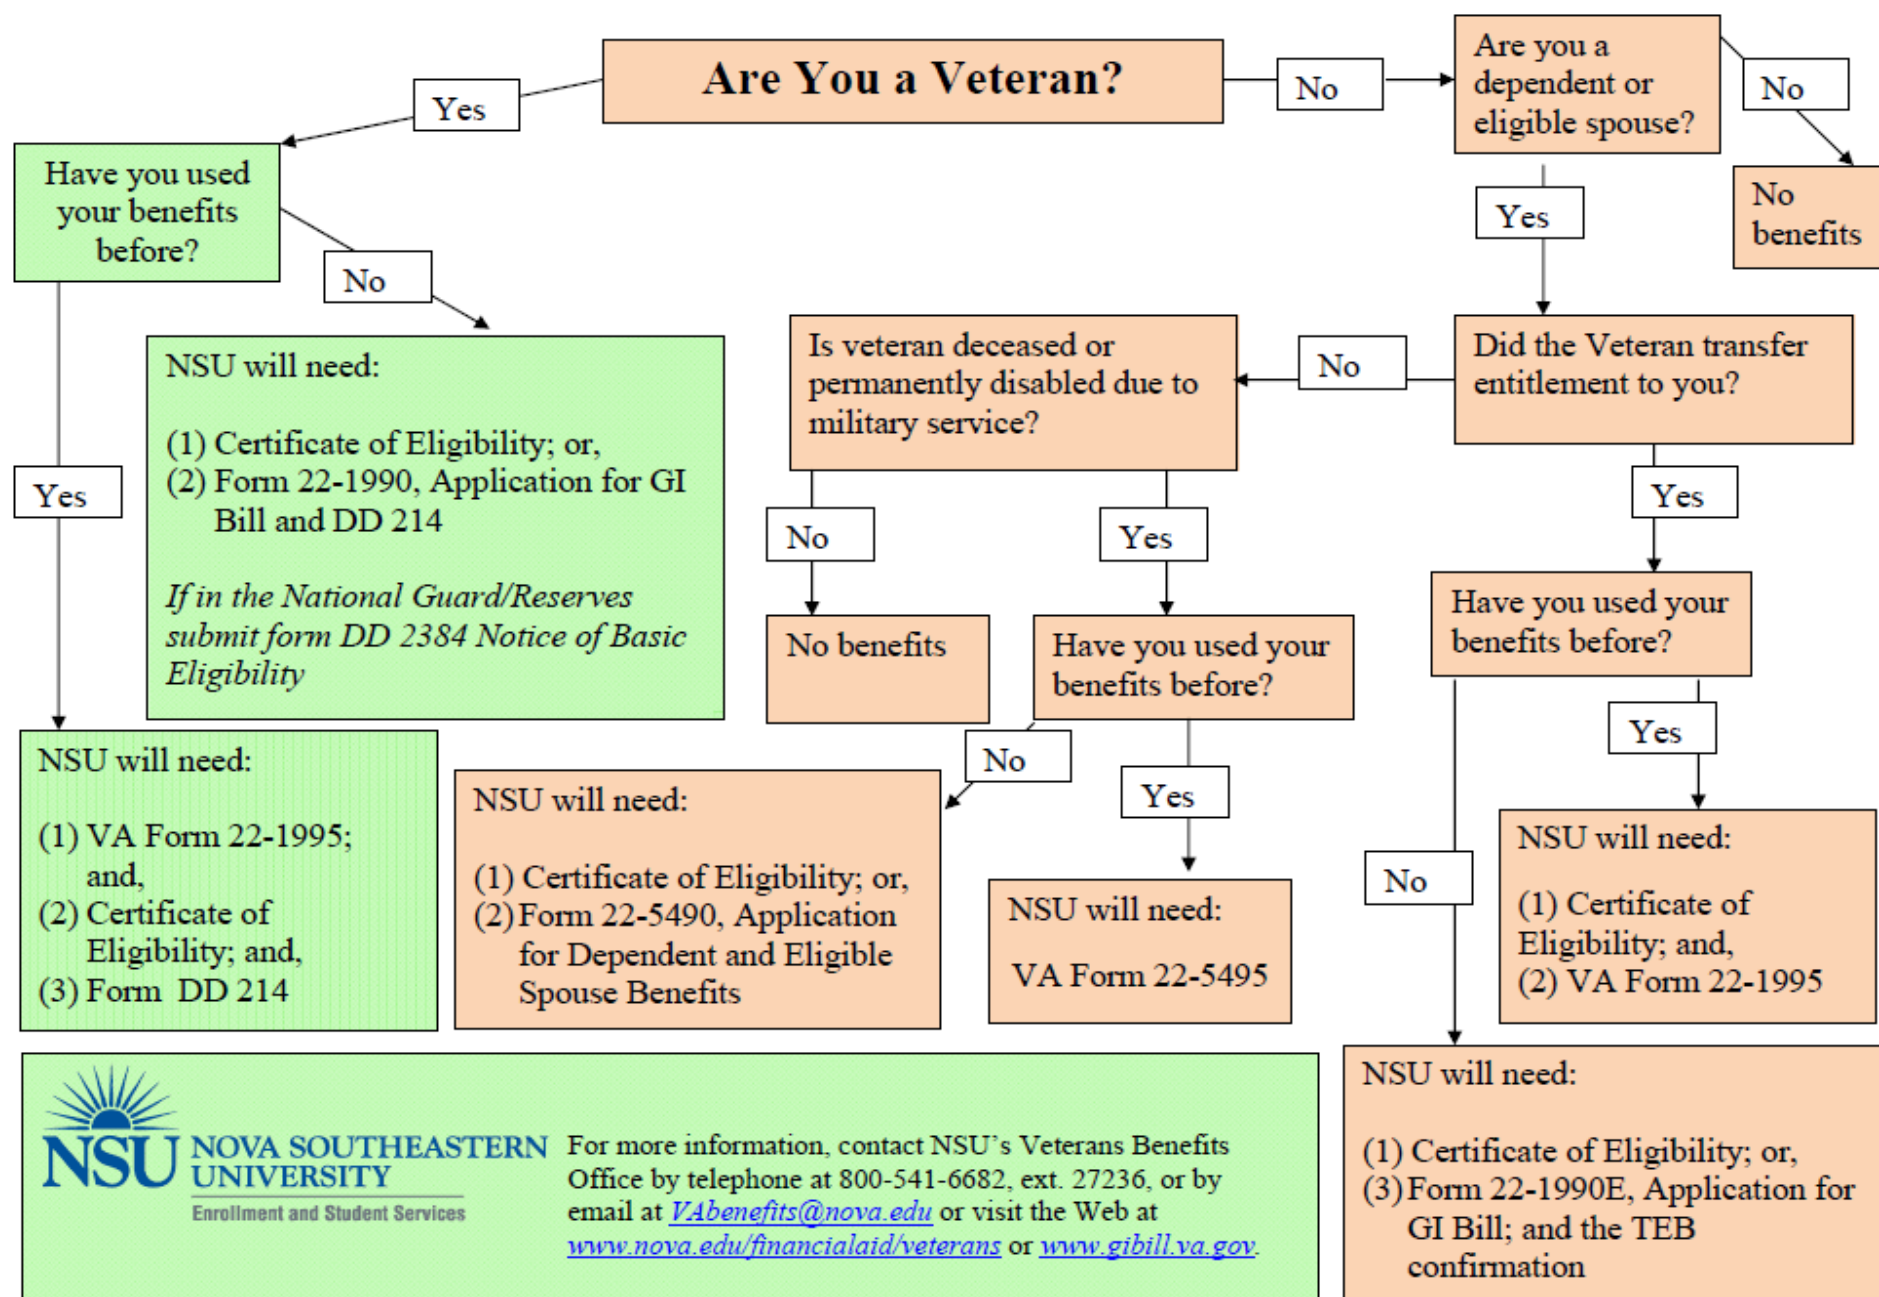 Are You a Veteran?
Yes
No
Are you a
dependent or
eligible spouse?
No
No
benefits
Yes
Have you used
your benefits
before?
No
Yes
NSU will need:
(1) Certificate of Eligibility; or,
(2) Form 22-1990, Application for GI
Bill and DD 214
If in the National Guard/Reserves
submit form DD 2384 Notice of Basic
Eligibility
NSU will need:
(1) VA Form 22-1995;
and,
(2) Certificate of
Eligibility; and,
(3) Form  DD 214
Did the Veteran transfer
entitlement to you?
No
Is veteran deceased or
permanently disabled due to
military service?
No
No benefits
Yes
Have you used your
benefits before?
No
NSU will need:
(1) Certificate of Eligibility; or,
(2) Form 22-5490, Application
for Dependent and Eligible
Spouse Benefits
Yes
NSU will need:
VA Form 22-5495
Yes
Have you used your
benefits before?
Yes
NSU will need:
(1) Certificate of
Eligibility; and,
(2) VA Form 22-1995
No
NSU will need:
(1) Certificate of Eligibility; or,
(3) Form 22-1990E, Application for
GI Bill; and the TEB
confirmation
NSU
NOVA SOUTHEASTERN
UNIVERSITY
Enrollment and Student Services
For more information, contact NSU’s Veterans Benefits
Office by telephone at 800-541-6682, ext. 27236, or by
email at VAbenefits@nova.edu or visit the Web at
www.nova.edu/financialaid/veterans or www.gibill.va.gov.